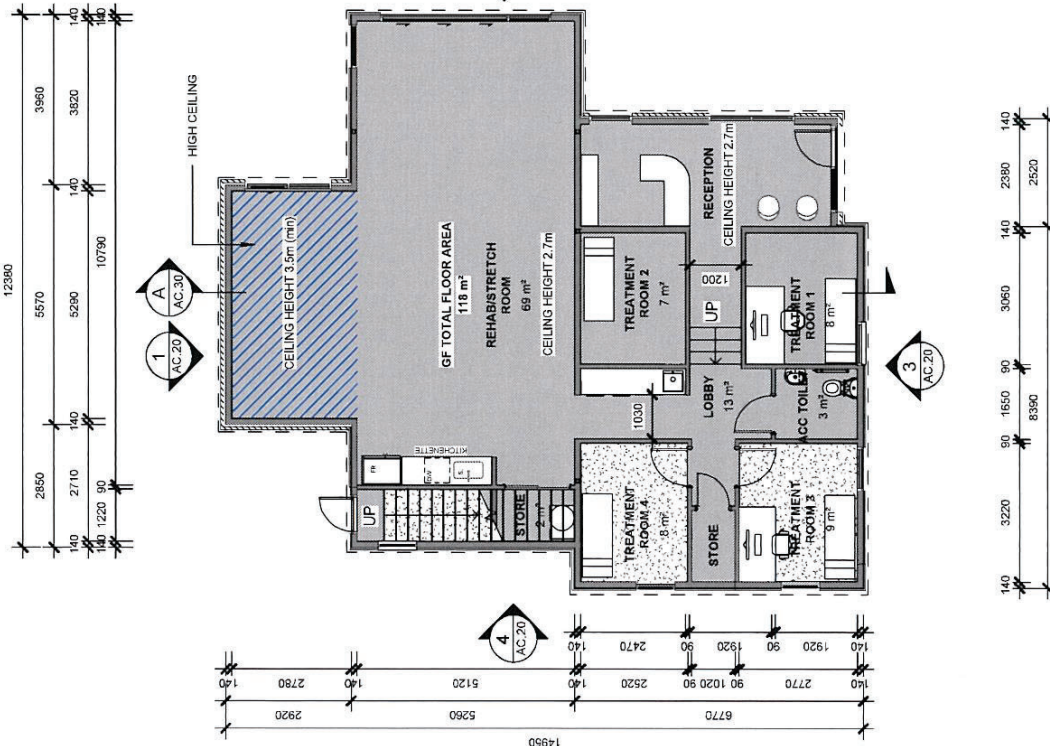 12380
3960
5570
2850
140
3820
140
5290
140
2710
90
1220
140
140
10790
140
HIGH CEILING
A
AC.30
1
AC.20
CEILING HEIGHT 3.5m (min)
GF TOTAL FLOOR AREA
118 m²
REHAB/STRETCH
ROOM
69 m²
CEILING HEIGHT 2.7m
KITCHENETTE
FR
DW
UP
STORE
2 m²
RECEPTION
CEILING HEIGHT 2.7m
TREATMENT
ROOM 2
7 m²
1200
UP
TREATMENT
ROOM 1
8 m²
LOBBY
13 m²
1030
ACC TOILET
3 m²
TREATMENT
ROOM 4
8 m²
STORE
TREATMENT
ROOM 3
9 m²
3
AC.20
4
AC.20
140
2380
140
3060
90
1650
90
3220
140
2520
8390
140
2470
90
1920
90
1920
140
140
2780
140
5120
140
2520
90
1020
90
2770
140
2920
5260
6770
14950